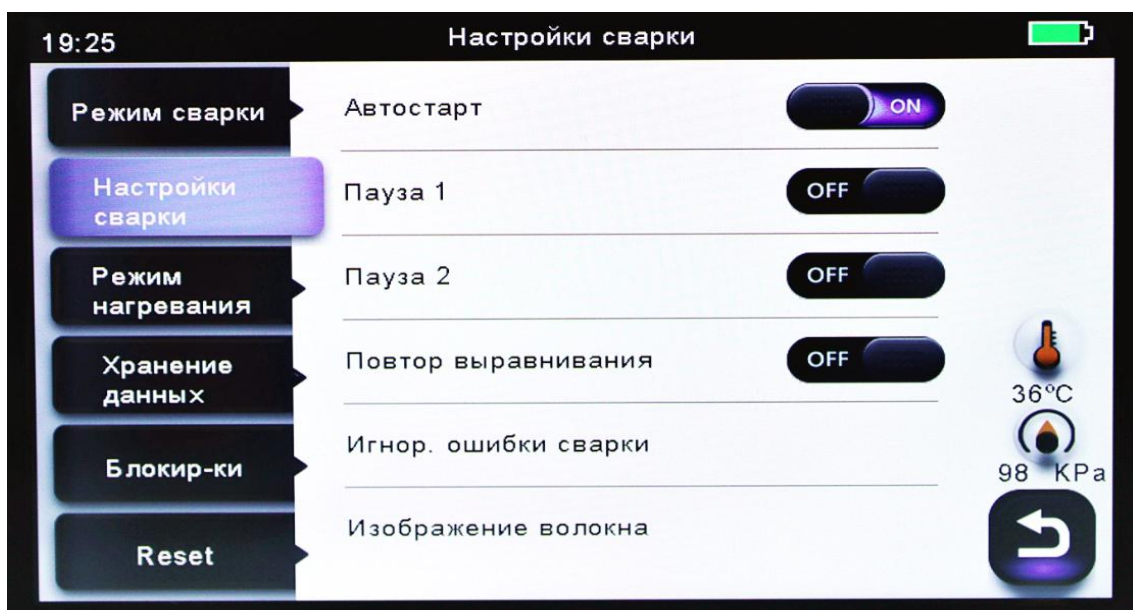 19:25
Настройки сварки
Режим сварки
Настройки
сварки
Режим
нагревания
Хранение
данных
Блокир-ки
Reset
Автостарт
ON
Пауза 1
OFF
Пауза 2
OFF
Повтор выравнивания
OFF
Игнор. ошибки сварки
Изображение волокна
36°C
98 KPa